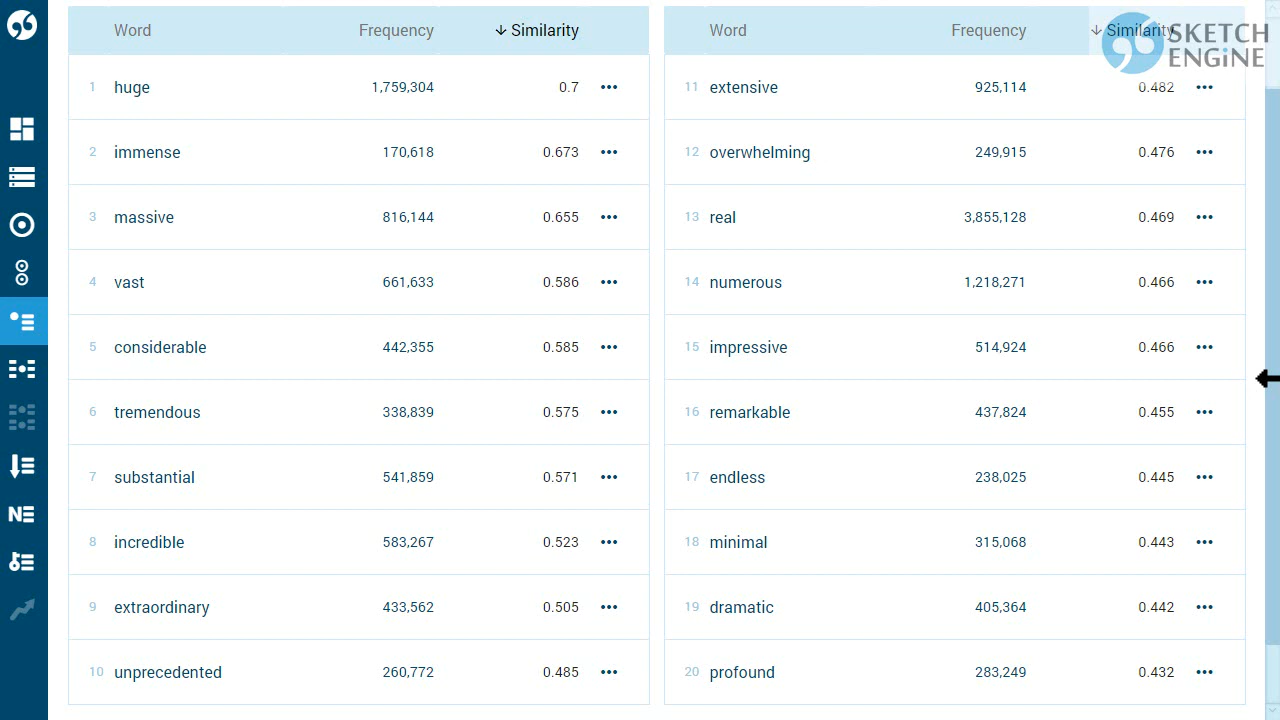 Word Frequency ↓ Similarity
1 huge 1,759,304 0.7 •••
2 immense 170,618 0.673 •••
3 massive 816,144 0.655 •••
4 vast 661,633 0.586 •••
5 considerable 442,355 0.585 •••
6 tremendous 338,839 0.575 •••
7 substantial 541,859 0.571 •••
8 incredible 583,267 0.523 •••
9 extraordinary 433,562 0.505 •••
10 unprecedented 260,772 0.485 •••
Word Frequency ↓ Similarity
11 extensive 925,114 0.482 •••
12 overwhelming 249,915 0.476 •••
13 real 3,855,128 0.469 •••
14 numerous 1,218,271 0.466 •••
15 impressive 514,924 0.466 •••
16 remarkable 437,824 0.455 •••
17 endless 238,025 0.445 •••
18 minimal 315,068 0.443 •••
19 dramatic 405,364 0.442 •••
20 profound 283,249 0.432 •••
SKETCH
ENGiNE